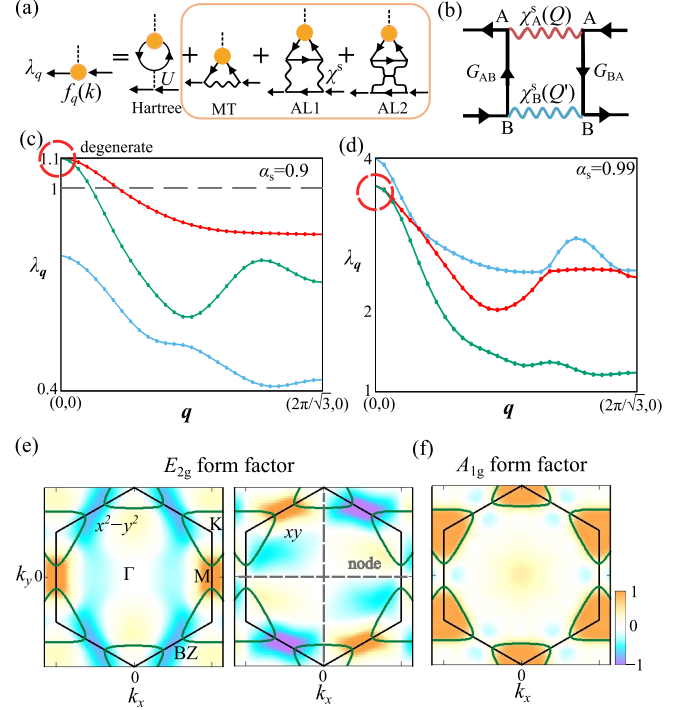 (a)
λq
fq(k)
=
+
+
+
U
χˢ
Hartree
MT
AL1
AL2
(b)
A
χˢA(Q)
A
GAB
GBA
χˢB(Q')
B
B
(c)
degenerate
αs=0.9
1.1
1
λq
0.4
(0,0)
q
(2π/√3,0)
(d)
αs=0.99
4
λq
2
1
(0,0)
q
(2π/√3,0)
(e)
E2g form factor
x²−y²
K
ky 0
Γ
M
BZ
0
kx
xy
node
0
kx
(f)
A1g form factor
1
0
−1
0
kx